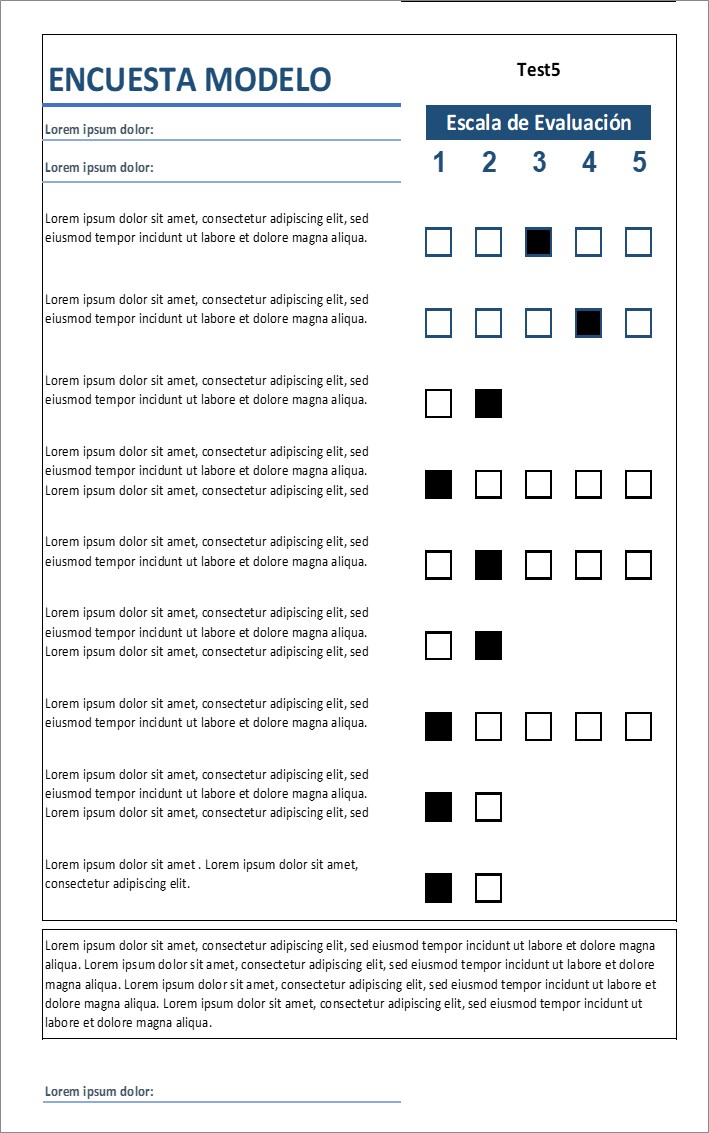 ENCUESTA MODELO
Test5
Lorem ipsum dolor:
Escala de Evaluación
Lorem ipsum dolor:
1 2 3 4 5
Lorem ipsum dolor sit amet, consectetur adipiscing elit, sed
eiusmod tempor incidunt ut labore et dolore magna aliqua.
Lorem ipsum dolor sit amet, consectetur adipiscing elit, sed
eiusmod tempor incidunt ut labore et dolore magna aliqua.
Lorem ipsum dolor sit amet, consectetur adipiscing elit, sed
eiusmod tempor incidunt ut labore et dolore magna aliqua.
Lorem ipsum dolor sit amet, consectetur adipiscing elit, sed
eiusmod tempor incidunt ut labore et dolore magna aliqua.
Lorem ipsum dolor sit amet, consectetur adipiscing elit, sed
Lorem ipsum dolor sit amet, consectetur adipiscing elit, sed
eiusmod tempor incidunt ut labore et dolore magna aliqua.
Lorem ipsum dolor sit amet, consectetur adipiscing elit, sed
eiusmod tempor incidunt ut labore et dolore magna aliqua.
Lorem ipsum dolor sit amet, consectetur adipiscing elit, sed
Lorem ipsum dolor sit amet, consectetur adipiscing elit, sed
eiusmod tempor incidunt ut labore et dolore magna aliqua.
Lorem ipsum dolor sit amet, consectetur adipiscing elit, sed
eiusmod tempor incidunt ut labore et dolore magna aliqua.
Lorem ipsum dolor sit amet, consectetur adipiscing elit, sed
Lorem ipsum dolor sit amet . Lorem ipsum dolor sit amet,
consectetur adipiscing elit.
Lorem ipsum dolor sit amet, consectetur adipiscing elit, sed eiusmod tempor incidunt ut labore et dolore magna
aliqua. Lorem ipsum dolor sit amet, consectetur adipiscing elit, sed eiusmod tempor incidunt ut labore et dolore
magna aliqua. Lorem ipsum dolor sit amet, consectetur adipiscing elit, sed eiusmod tempor incidunt ut labore et
dolore magna aliqua. Lorem ipsum dolor sit amet, consectetur adipiscing elit, sed eiusmod tempor incidunt ut
labore et dolore magna aliqua.
Lorem ipsum dolor: